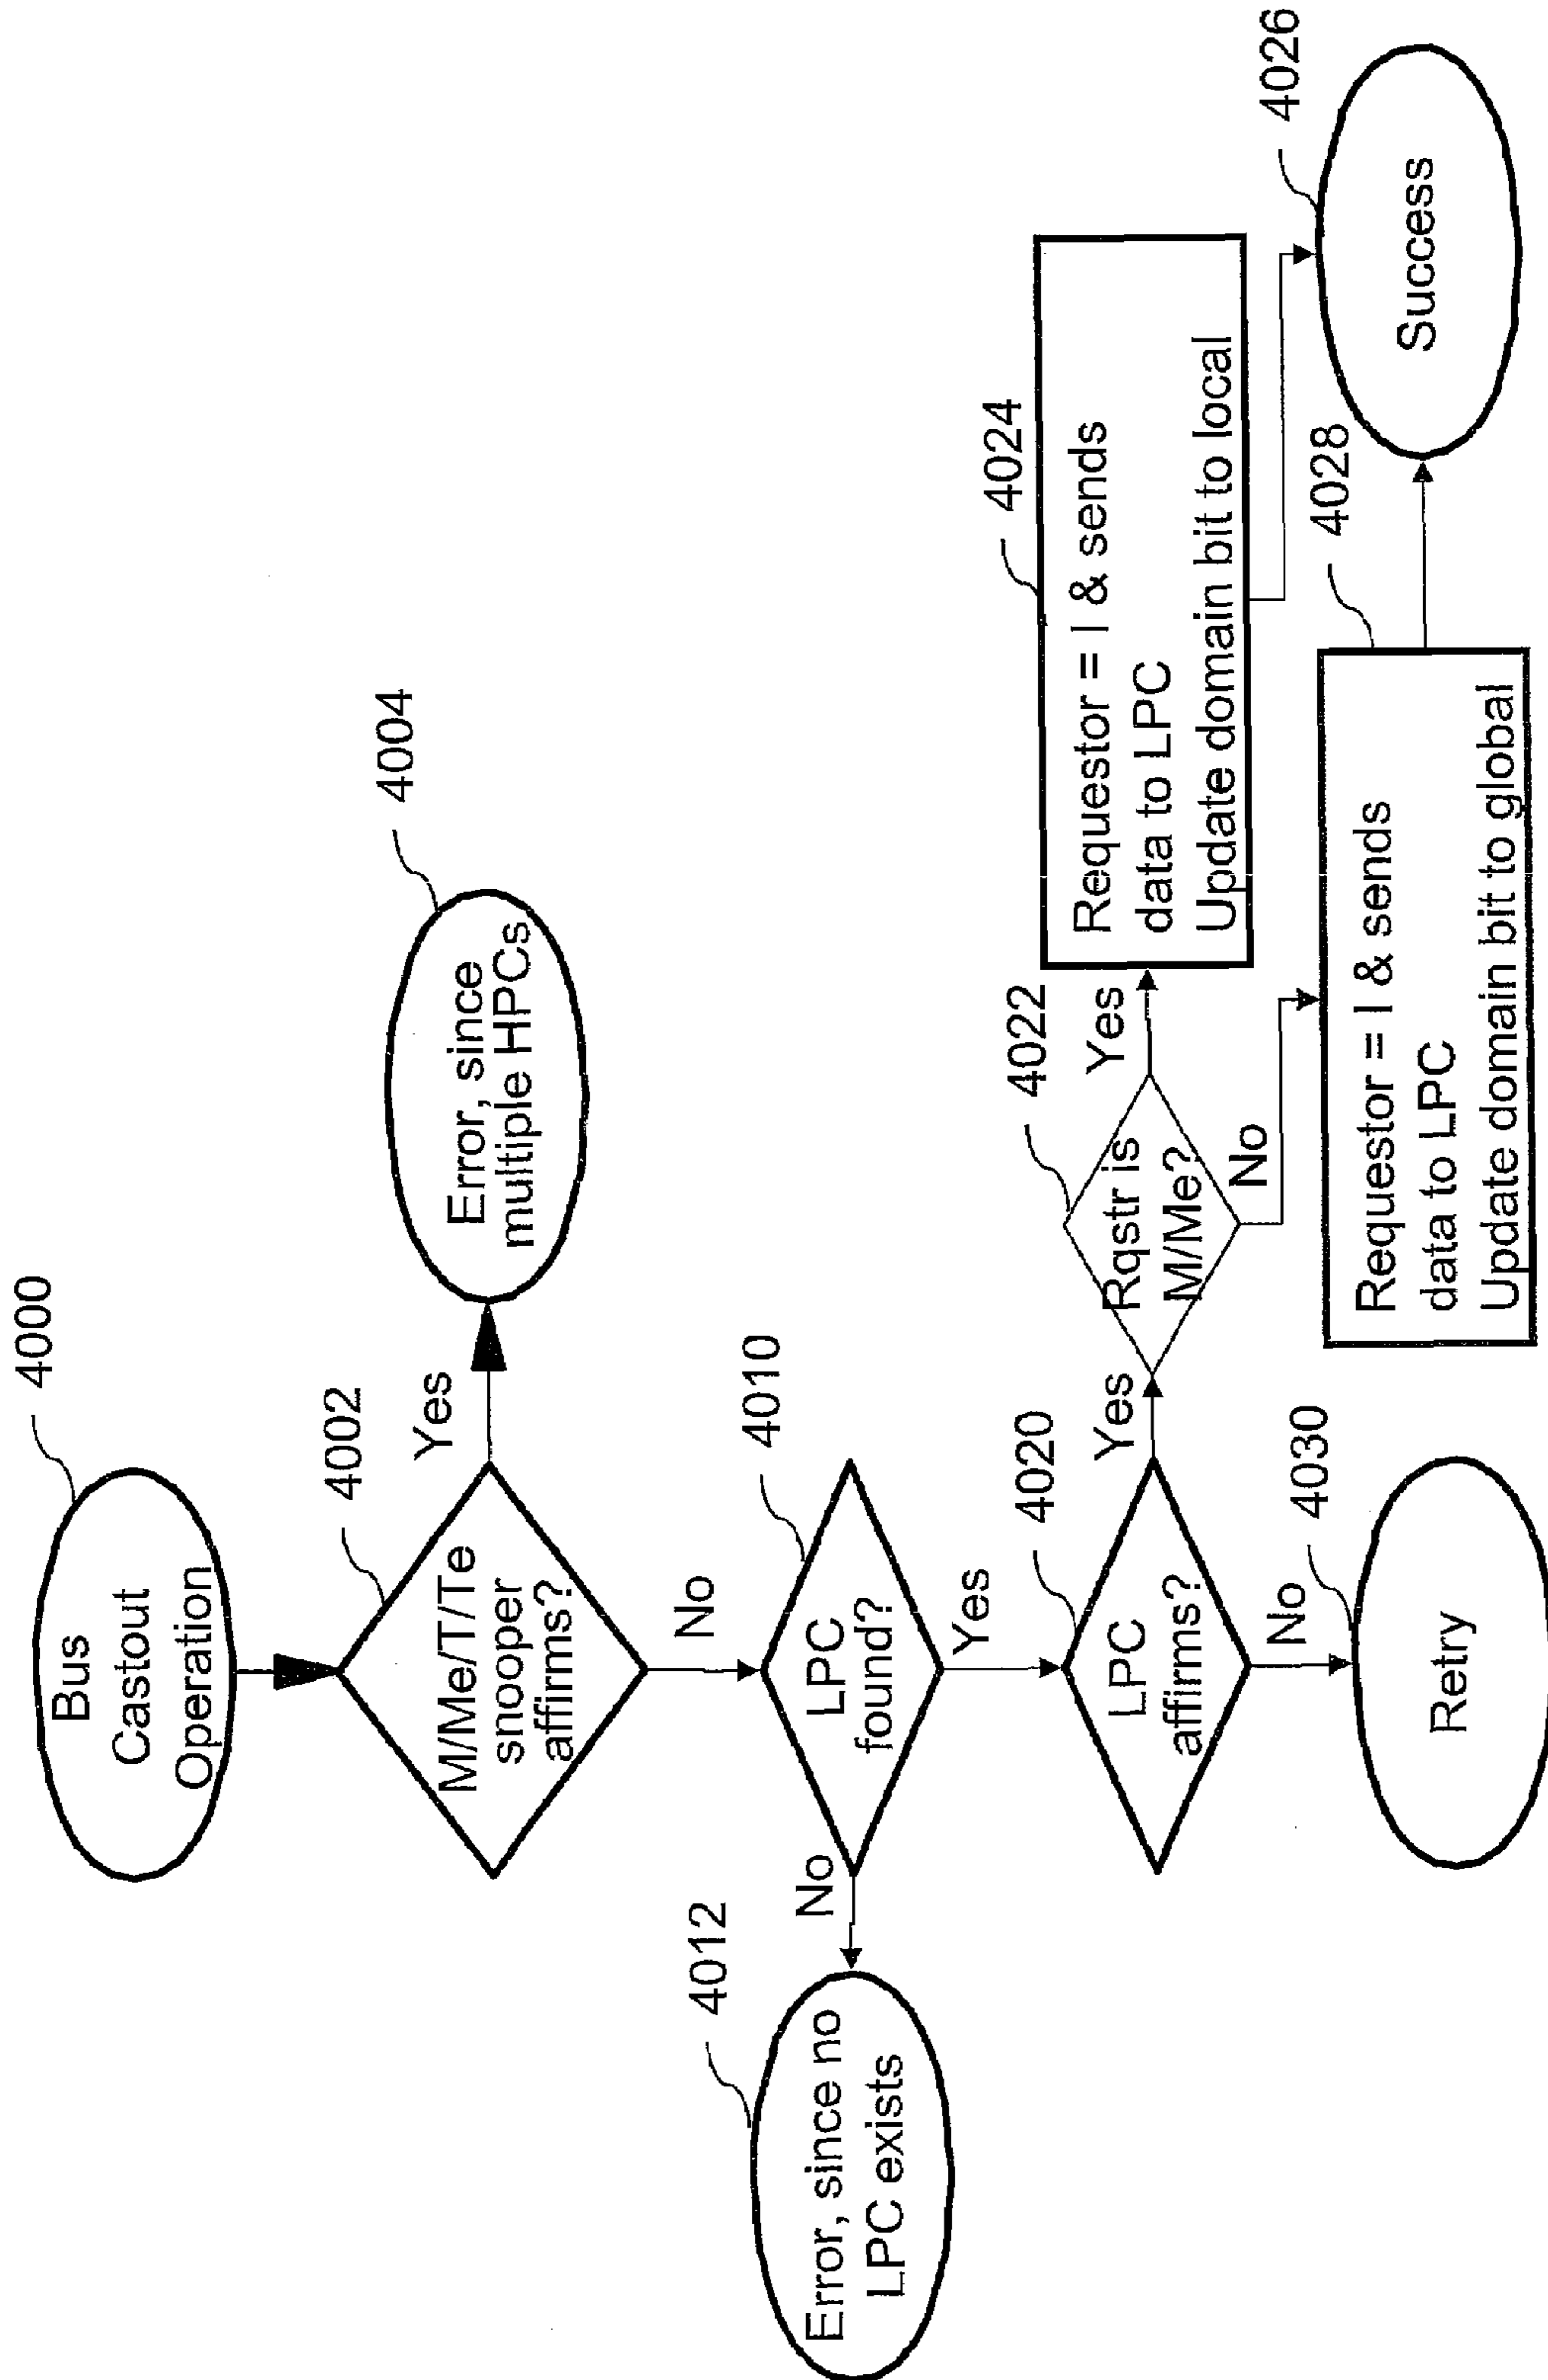 4000
Bus
Castout
Operation
4002
M/Me/T/Te
snooper
affirms?
Yes
4004
Error, since
multiple HPCs
No
4010
LPC
found?
No
4012
Error, since no
LPC exists
Yes
4020
LPC
affirms?
Yes
4022
Rqstr is
M/Me?
Yes
4024
Requestor = I & sends
data to LPC
Update domain bit to local
4026
Success
No
4028
Requestor = I & sends
data to LPC
Update domain bit to global
No
4030
Retry